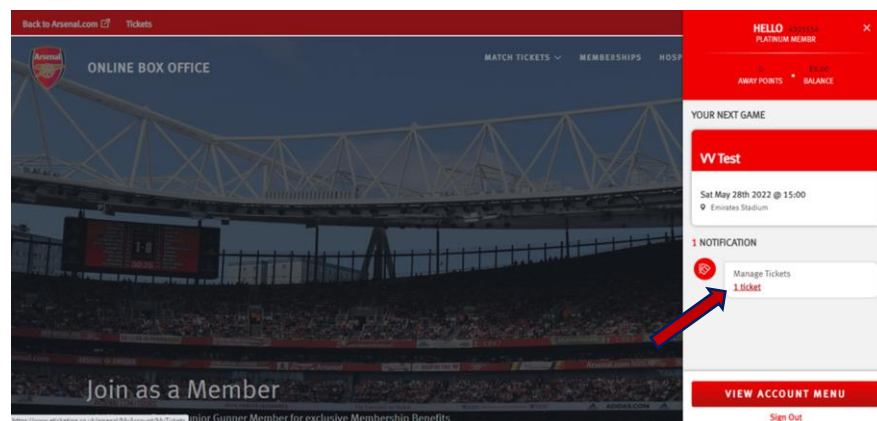 Back to Arsenal.com Tickets
Arsenal
ONLINE BOX OFFICE
MATCH TICKETS MEMBERSHIPS HOSP
1-0
Join as a Member
unior Gunner Member for exclusive Membership Benefits
HELLO
PLATINUM MEMBR
AWAY POINTS • BALANCE
YOUR NEXT GAME
VV Test
Sat May 28th 2022 @ 15:00
Emirates Stadium
1 NOTIFICATION
Manage Tickets
1 ticket
VIEW ACCOUNT MENU
Sign Out